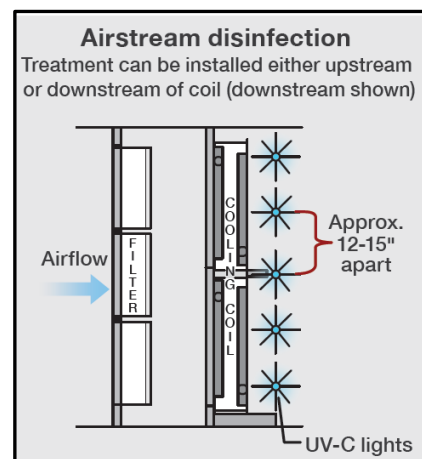 Airstream disinfection
Treatment can be installed either upstream
or downstream of coil (downstream shown)
Airflow
FILTER
COOLING COIL
Approx.
12-15"
apart
UV-C lights